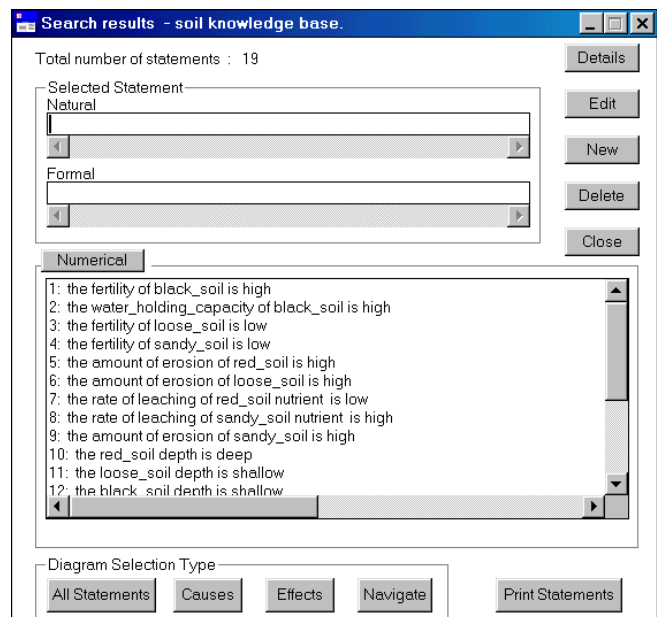 Search results - soil knowledge base.
Total number of statements : 19
Details
Selected Statement
Natural
Edit
New
Formal
Delete
Close
Numerical
1: the fertility of black_soil is high
2: the water_holding_capacity of black_soil is high
3: the fertility of loose_soil is low
4: the fertility of sandy_soil is low
5: the amount of erosion of red_soil is high
6: the amount of erosion of loose_soil is high
7: the rate of leaching of red_soil nutrient is low
8: the rate of leaching of sandy_soil nutrient is high
9: the amount of erosion of sandy_soil is high
10: the red_soil depth is deep
11: the loose_soil depth is shallow
12: the black_soil depth is shallow
Diagram Selection Type
All Statements Causes Effects Navigate Print Statements